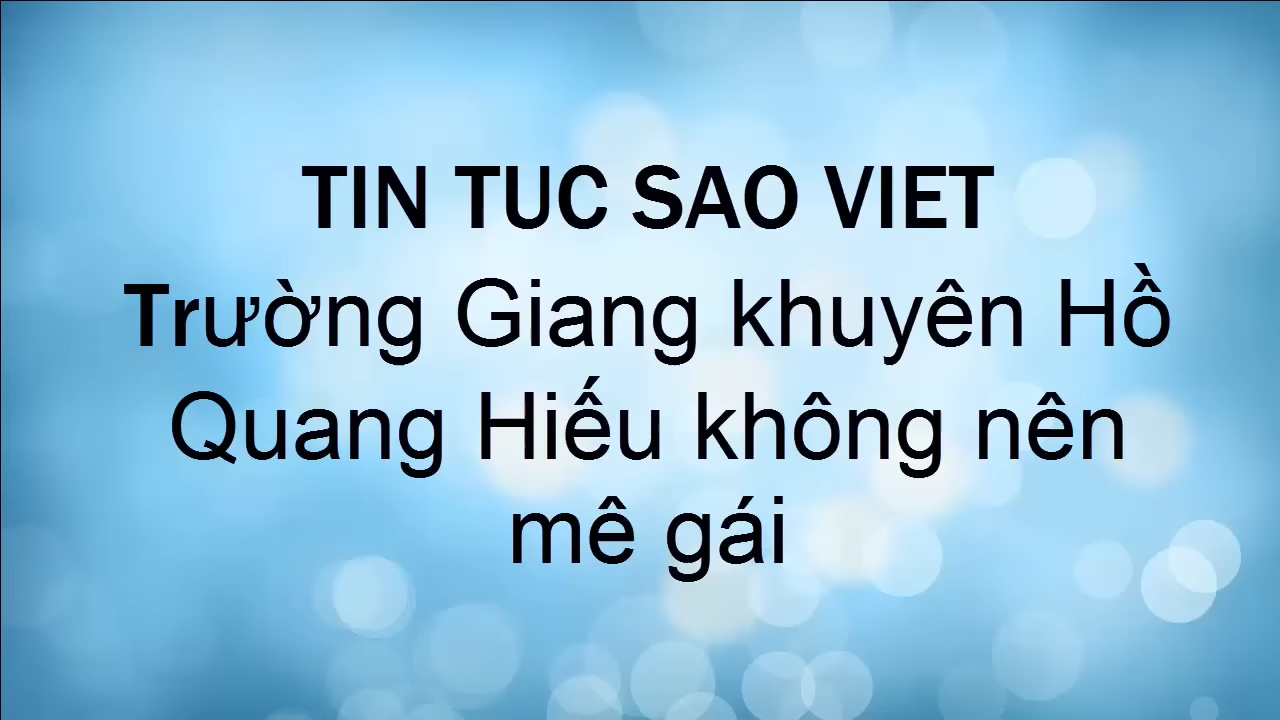 TIN TUC SAO VIET
Trường Giang khuyên Hồ
Quang Hiếu không nên
mê gái